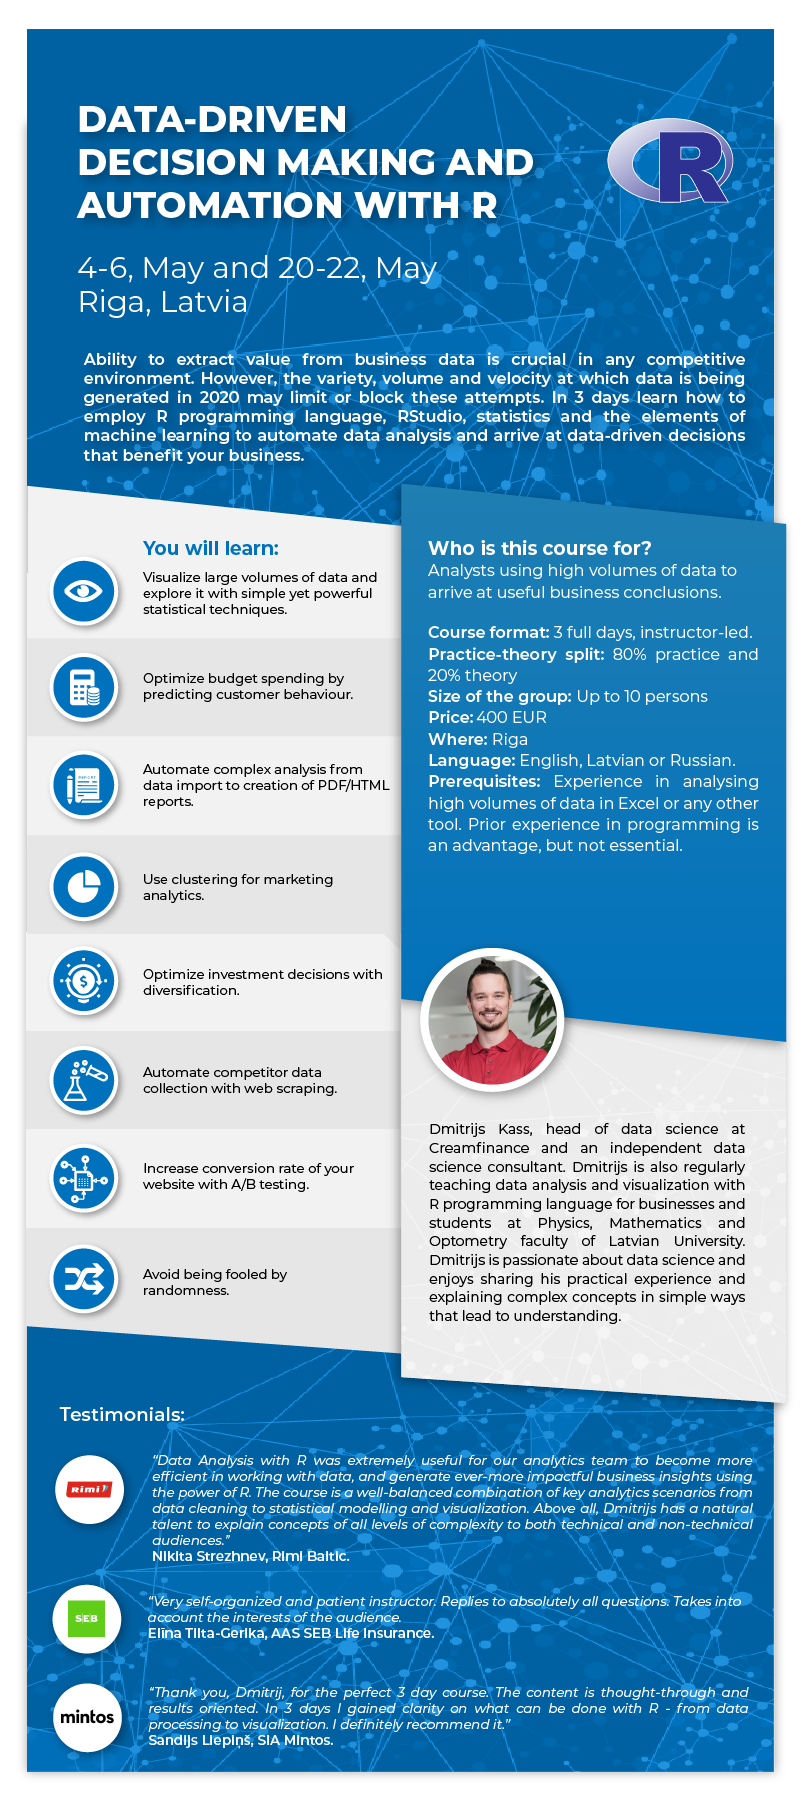 DATA-DRIVEN
DECISION MAKING AND
AUTOMATION WITH R
R
4-6, May and 20-22, May
Riga, Latvia
Ability to extract value from business data is crucial in any competitive
environment. However, the variety, volume and velocity at which data is being
generated in 2020 may limit or block these attempts. In 3 days learn how to
employ R programming language, RStudio, statistics and the elements of
machine learning to automate data analysis and arrive at data-driven decisions
that benefit your business.
You will learn:
Visualize large volumes of data and
explore it with simple yet powerful
statistical techniques.
Optimize budget spending by
predicting customer behaviour.
REPORT
Automate complex analysis from
data import to creation of PDF/HTML
reports.
Use clustering for marketing
analytics.
$
Optimize investment decisions with
diversification.
Automate competitor data
collection with web scraping.
Increase conversion rate of your
website with A/B testing.
Avoid being fooled by
randomness.
Who is this course for?
Analysts using high volumes of data to
arrive at useful business conclusions.
Course format: 3 full days, instructor-led.
Practice-theory split: 80% practice and
20% theory
Size of the group: Up to 10 persons
Price: 400 EUR
Where: Riga
Language: English, Latvian or Russian.
Prerequisites: Experience in analysing
high volumes of data in Excel or any other
tool. Prior experience in programming is
an advantage, but not essential.
Dmitrijs Kass, head of data science at
Creamfinance and an independent data
science consultant. Dmitrijs is also regularly
teaching data analysis and visualization with
R programming language for businesses and
students at Physics, Mathematics and
Optometry faculty of Latvian University.
Dmitrijs is passionate about data science and
enjoys sharing his practical experience and
explaining complex concepts in simple ways
that lead to understanding.
Testimonials:
Rimi
“Data Analysis with R was extremely useful for our analytics team to become more
efficient in working with data, and generate ever-more impactful business insights using
the power of R. The course is a well-balanced combination of key analytics scenarios from
data cleaning to statistical modelling and visualization. Above all, Dmitrijs has a natural
talent to explain concepts of all levels of complexity to both technical and non-technical
audiences.”
Nikita Strezhnev, Rimi Baltic.
SEB
“Very self-organized and patient instructor. Replies to absolutely all questions. Takes into
account the interests of the audience.
Elīna Tilta-Gerika, AAS SEB Life Insurance.
mintos
“Thank you, Dmitrij, for the perfect 3 day course. The content is thought-through and
results oriented. In 3 days I gained clarity on what can be done with R - from data
processing to visualization. I definitely recommend it.”
Sandijs Liepiņš, SIA Mintos.